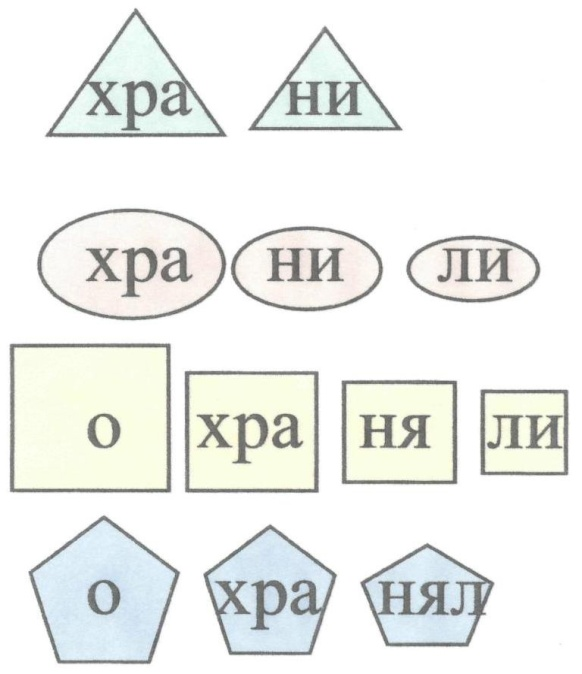 хра ни
хра ни ли
о хра ня ли
о хра нял